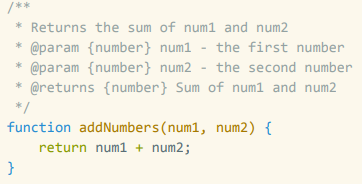 /**
 * Returns the sum of num1 and num2
 * @param {number} num1 - the first number
 * @param {number} num2 - the second number
 * @returns {number} Sum of num1 and num2
 */
function addNumbers(num1, num2) {
    return num1 + num2;
}